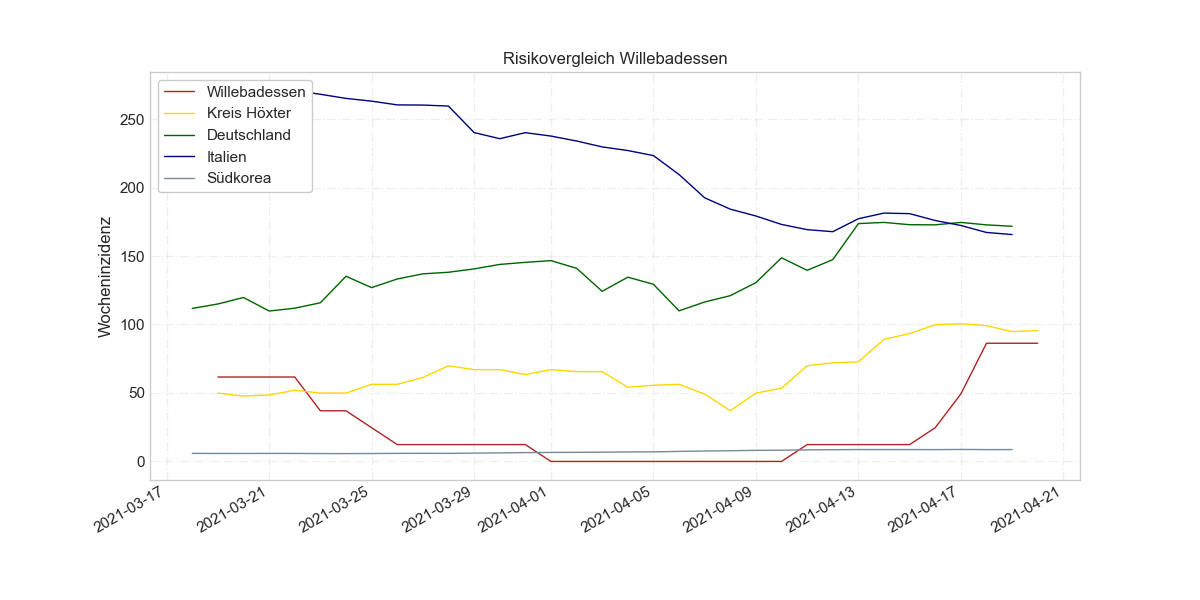 Risikovergleich Willebadessen
Willebadessen
Kreis Höxter
Deutschland
Italien
Südkorea
Wocheninzidenz
250
200
150
100
50
0
2021-03-17
2021-03-21
2021-03-25
2021-03-29
2021-04-01
2021-04-05
2021-04-09
2021-04-13
2021-04-17
2021-04-21